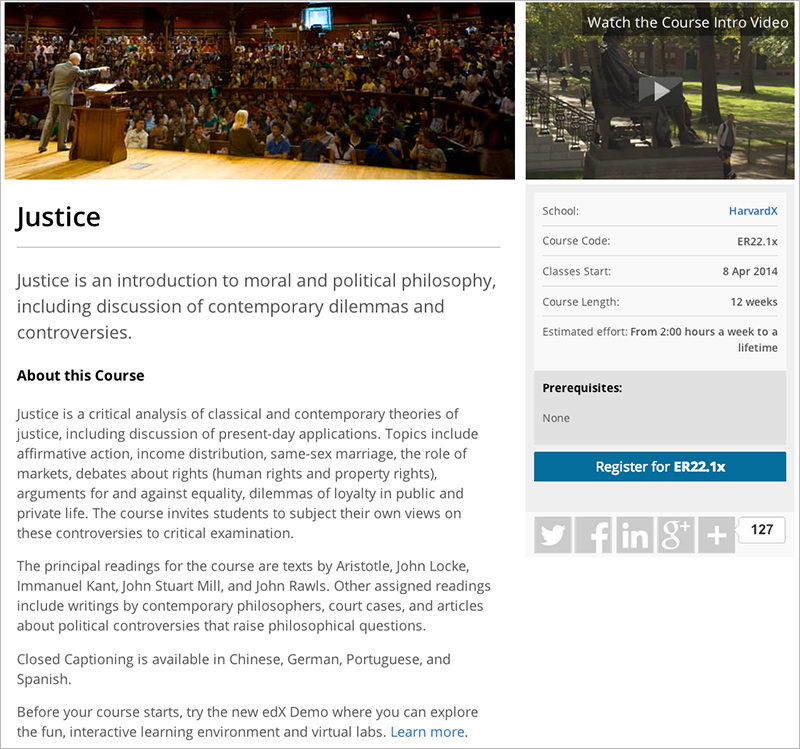 Watch the Course Intro Video
Justice
Justice is an introduction to moral and political philosophy,
including discussion of contemporary dilemmas and
controversies.
About this Course
Justice is a critical analysis of classical and contemporary theories of
justice, including discussion of present-day applications. Topics include
affirmative action, income distribution, same-sex marriage, the role of
markets, debates about rights (human rights and property rights),
arguments for and against equality, dilemmas of loyalty in public and
private life. The course invites students to subject their own views on
these controversies to critical examination.
The principal readings for the course are texts by Aristotle, John Locke,
Immanuel Kant, John Stuart Mill, and John Rawls. Other assigned readings
include writings by contemporary philosophers, court cases, and articles
about political controversies that raise philosophical questions.
Closed Captioning is available in Chinese, German, Portuguese, and
Spanish.
Before your course starts, try the new edX Demo where you can explore
the fun, interactive learning environment and virtual labs. Learn more.
School: HarvardX
Course Code: ER22.1x
Classes Start: 8 Apr 2014
Course Length: 12 weeks
Estimated effort: From 2:00 hours a week to a
lifetime
Prerequisites:
None
Register for ER22.1x
f in g+ + 127